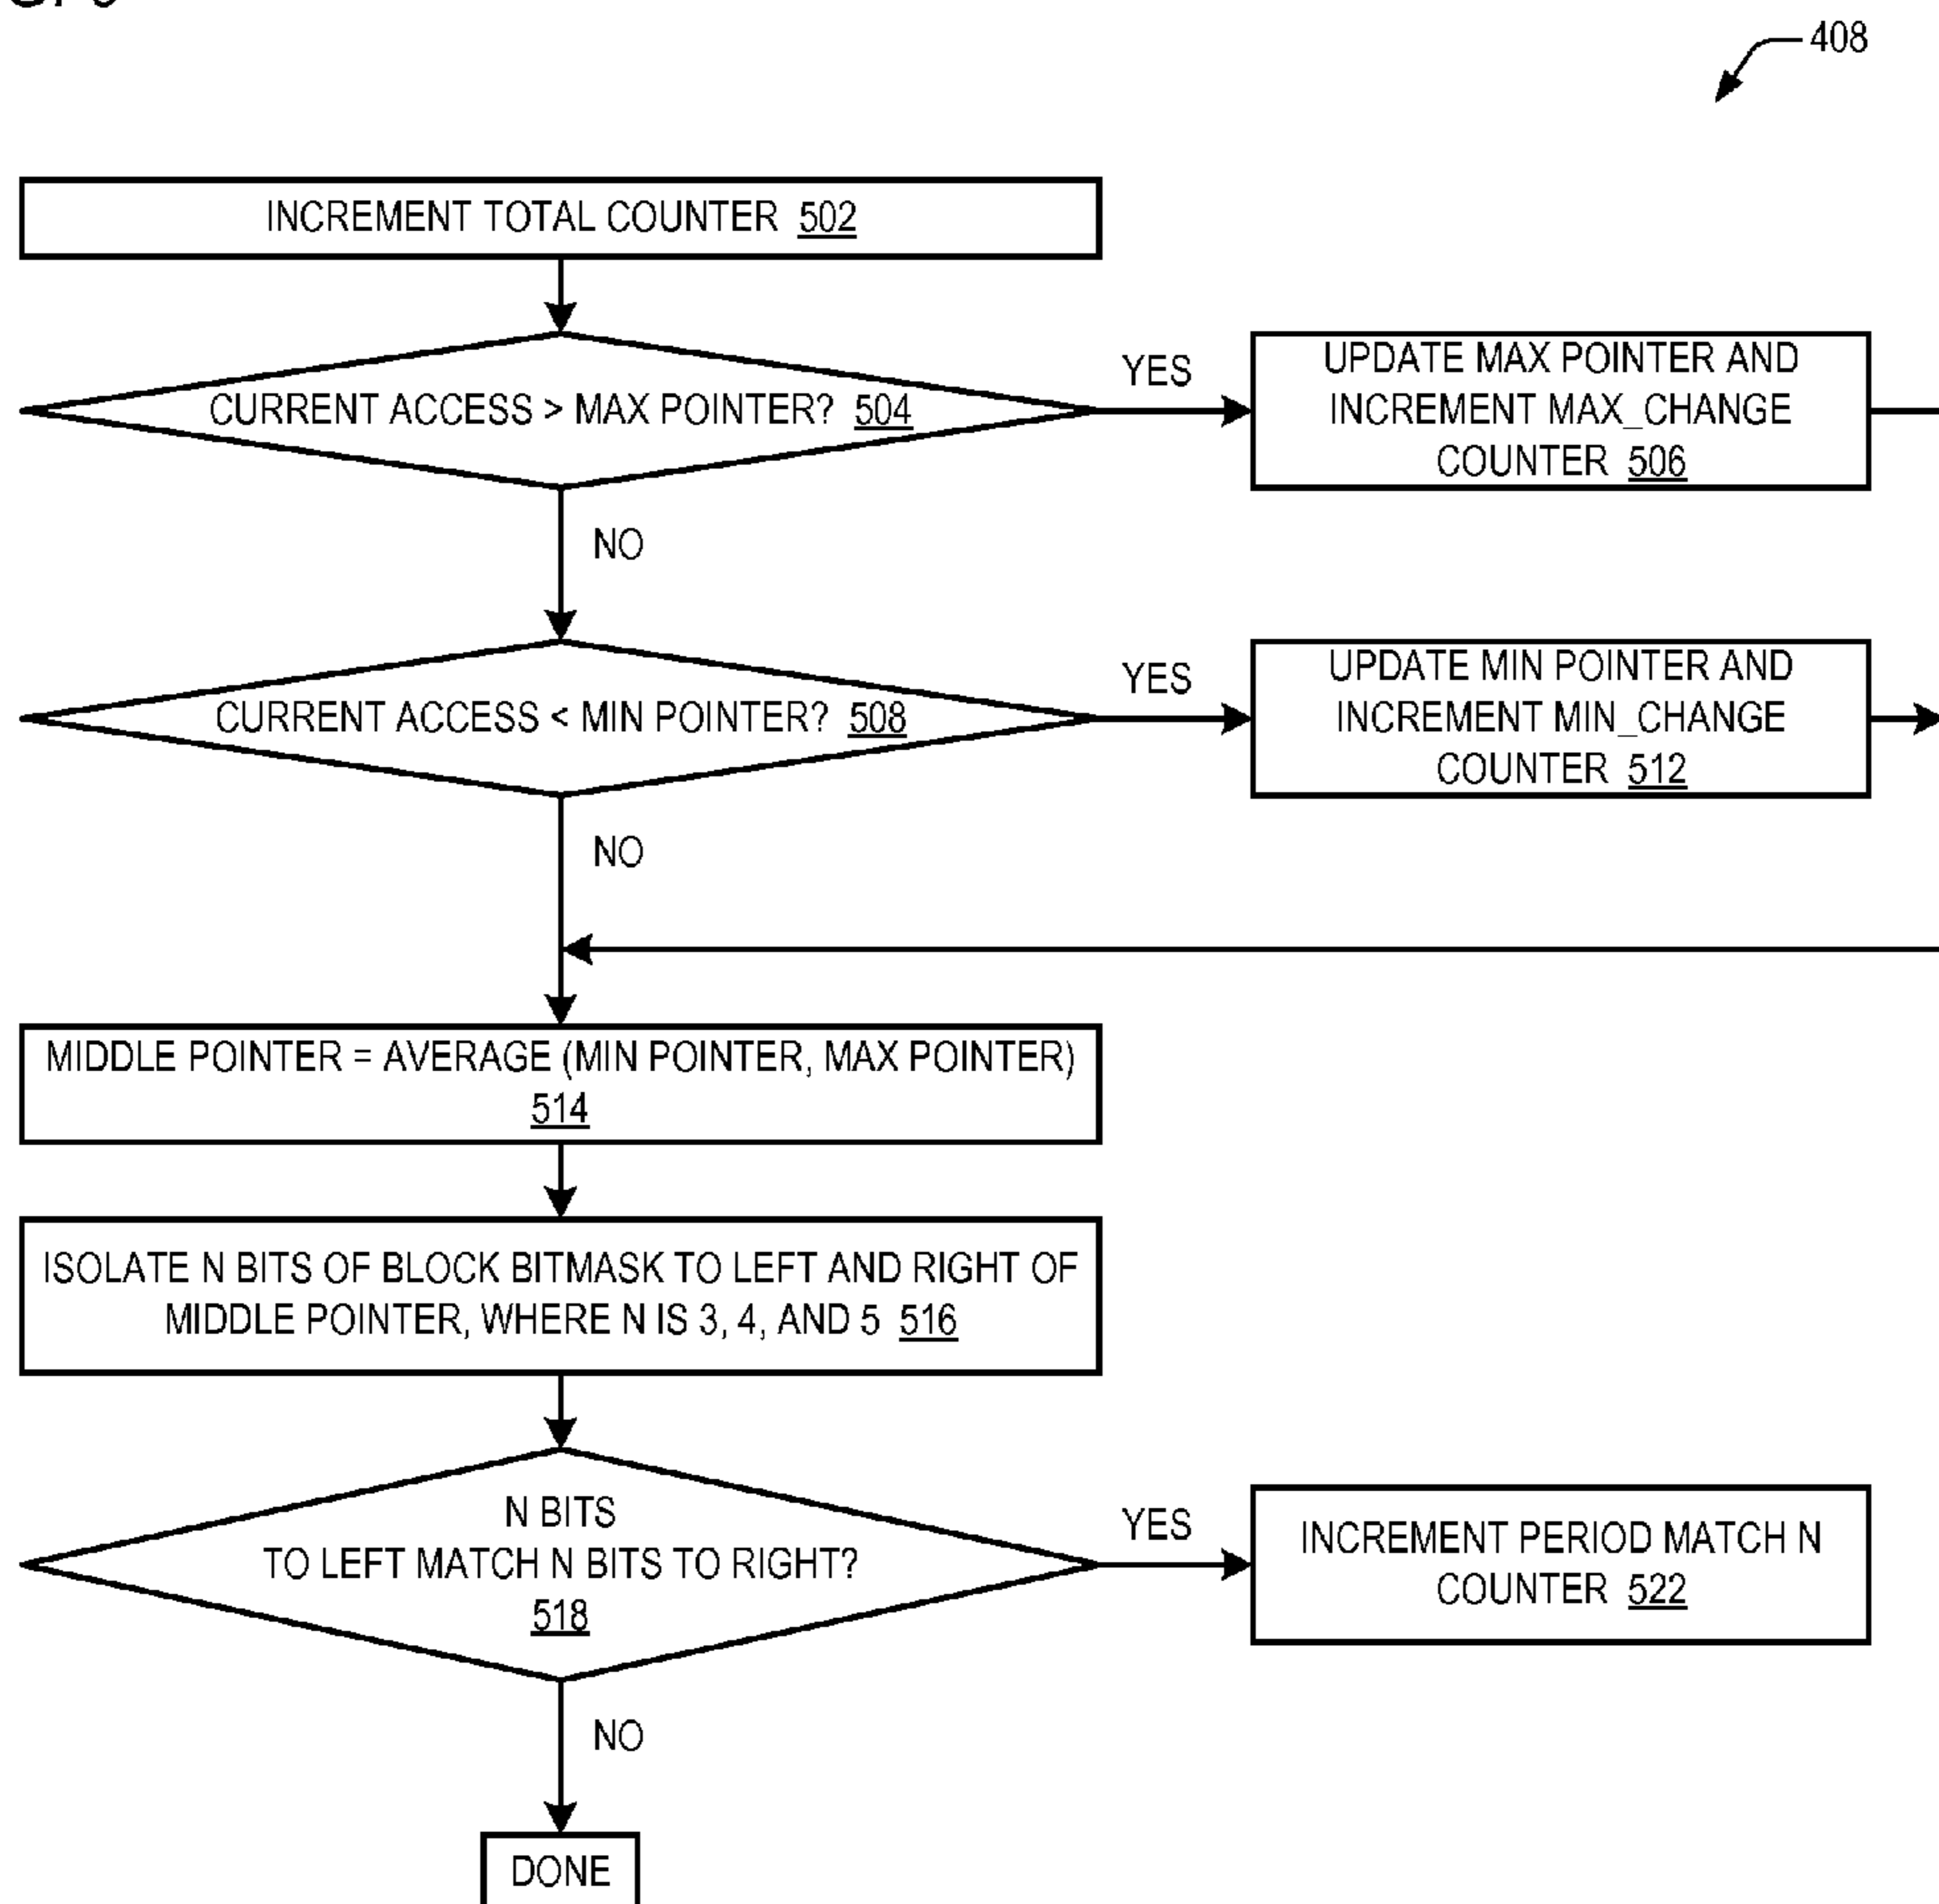 408
INCREMENT TOTAL COUNTER 502
CURRENT ACCESS > MAX POINTER? 504
YES
UPDATE MAX POINTER AND
INCREMENT MAX_CHANGE
COUNTER 506
NO
CURRENT ACCESS < MIN POINTER? 508
YES
UPDATE MIN POINTER AND
INCREMENT MIN_CHANGE
COUNTER 512
NO
MIDDLE POINTER = AVERAGE (MIN POINTER, MAX POINTER)
514
ISOLATE N BITS OF BLOCK BITMASK TO LEFT AND RIGHT OF
MIDDLE POINTER, WHERE N IS 3, 4, AND 5 516
N BITS
TO LEFT MATCH N BITS TO RIGHT?
518
YES
INCREMENT PERIOD MATCH N
COUNTER 522
NO
DONE